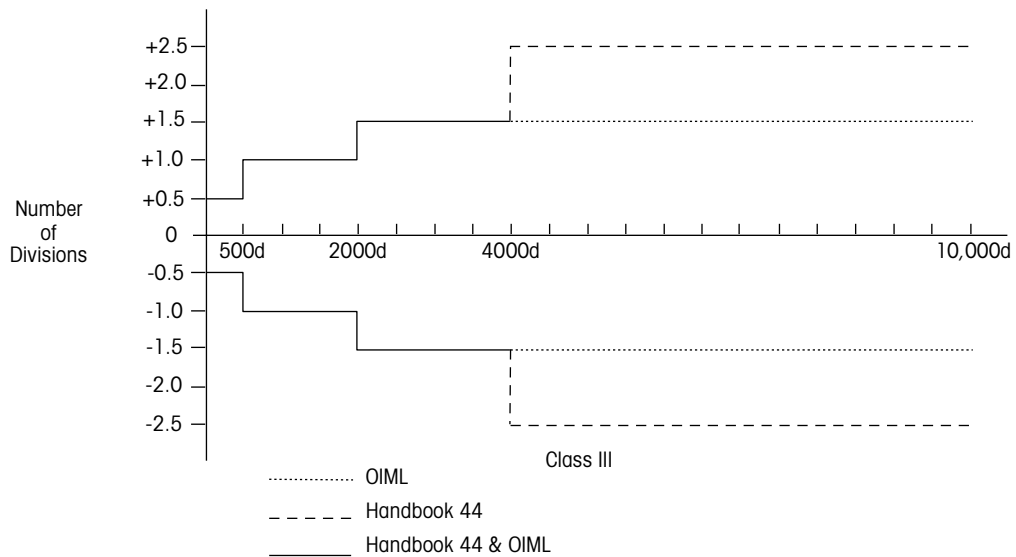 +2.5
+2.0
+1.5
+1.0
+0.5
Number
of
Divisions
0
500d
2000d
4000d
10,000d
-0.5
-1.0
-1.5
-2.0
-2.5
Class III
OIML
Handbook 44
Handbook 44 & OIML